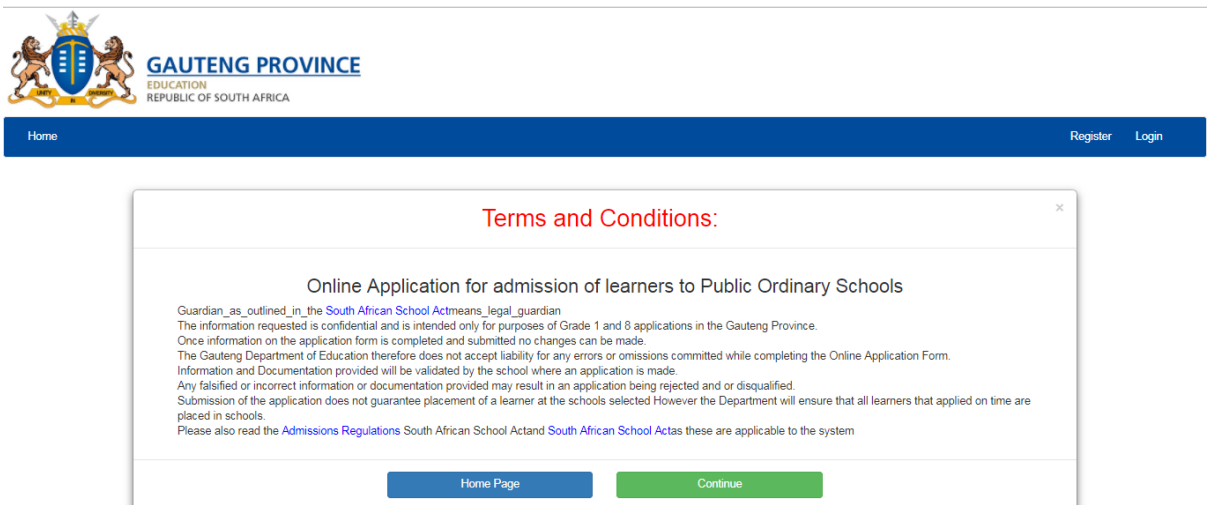 UNITY IN DIVERSITY
GAUTENG PROVINCE
EDUCATION
REPUBLIC OF SOUTH AFRICA
Home Register Login
Terms and Conditions: ×
Online Application for admission of learners to Public Ordinary Schools
Guardian_as_outlined_in_the South African School Actmeans_legal_guardian
The information requested is confidential and is intended only for purposes of Grade 1 and 8 applications in the Gauteng Province.
Once information on the application form is completed and submitted no changes can be made.
The Gauteng Department of Education therefore does not accept liability for any errors or omissions committed while completing the Online Application Form.
Information and Documentation provided will be validated by the school where an application is made.
Any falsified or incorrect information or documentation provided may result in an application being rejected and or disqualified.
Submission of the application does not guarantee placement of a learner at the schools selected However the Department will ensure that all learners that applied on time are
placed in schools.
Please also read the Admissions Regulations South African School Actand South African School Actas these are applicable to the system
Home Page Continue